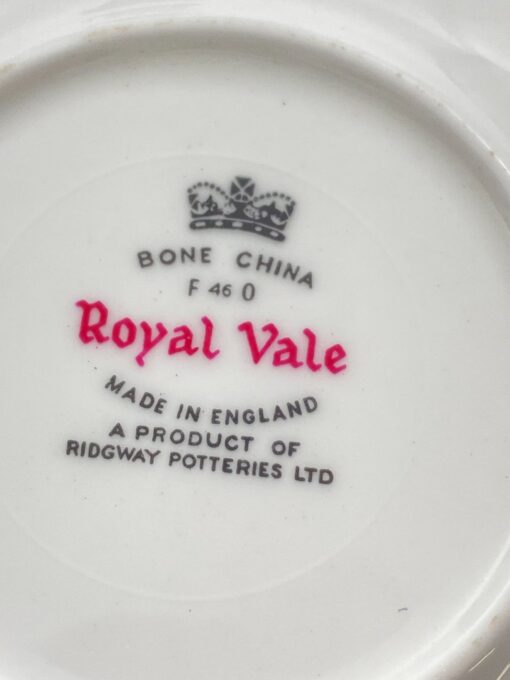 BONE CHINA
F 46 0
Royal Vale
MADE IN ENGLAND
A PRODUCT OF
RIDGWAY POTTERIES LTD